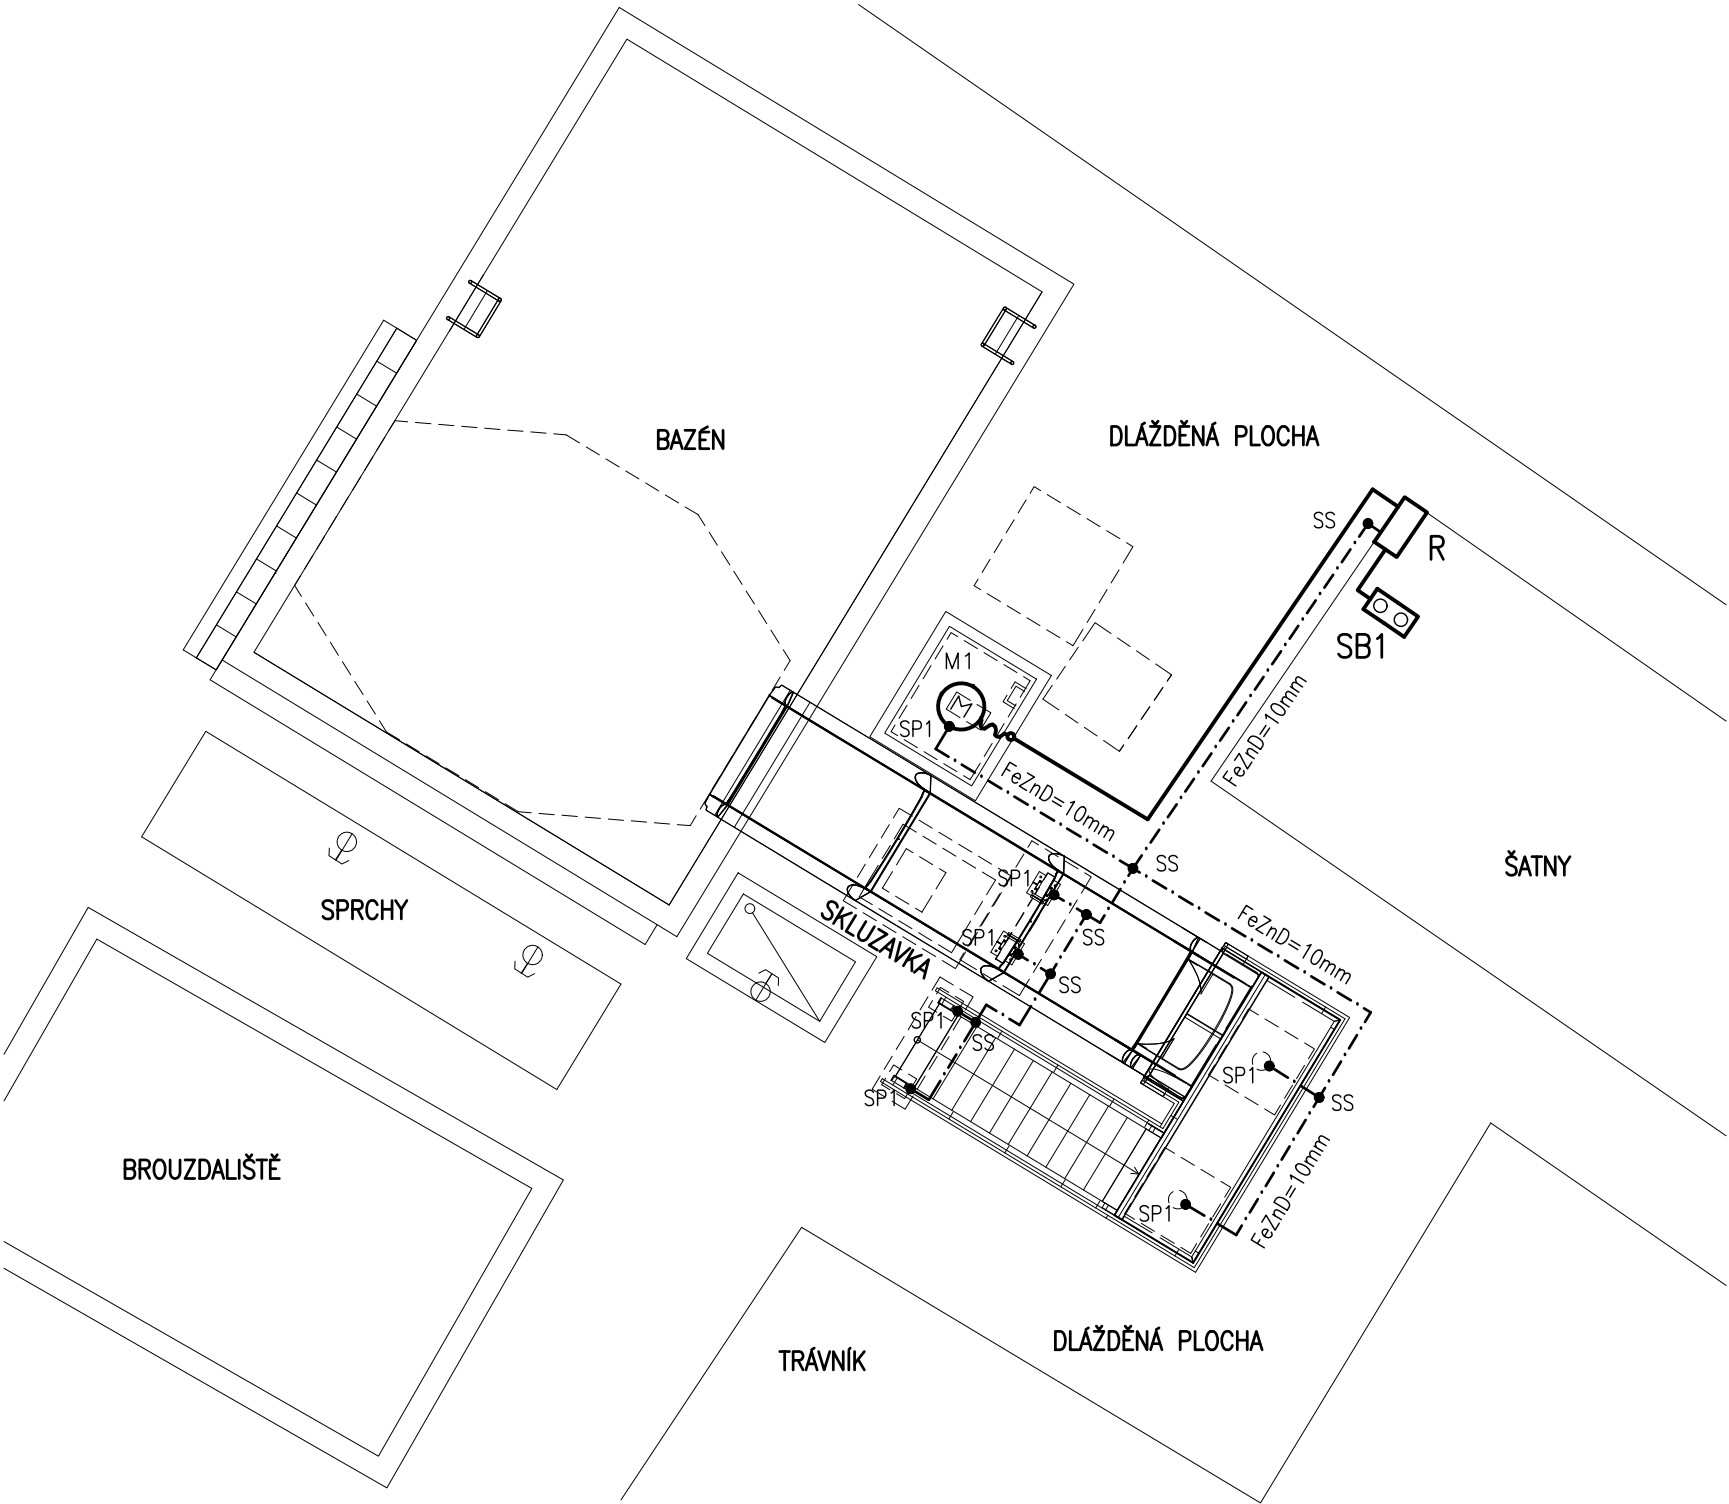 BAZÉN
DLÁŽDĚNÁ PLOCHA
SS
R
SB1
M1
M
SP1
FeZnD=10mm
FeZnD=10mm
SS
ŠATNY
SP1
SPRCHY
SKLUZAVKA
SP1
SS
FeZnD=10mm
SS
SP1
SS
SP1
SP1
SS
BROUZDALIŠTĚ
FeZnD=10mm
SP1
TRÁVNÍK
DLÁŽDĚNÁ PLOCHA